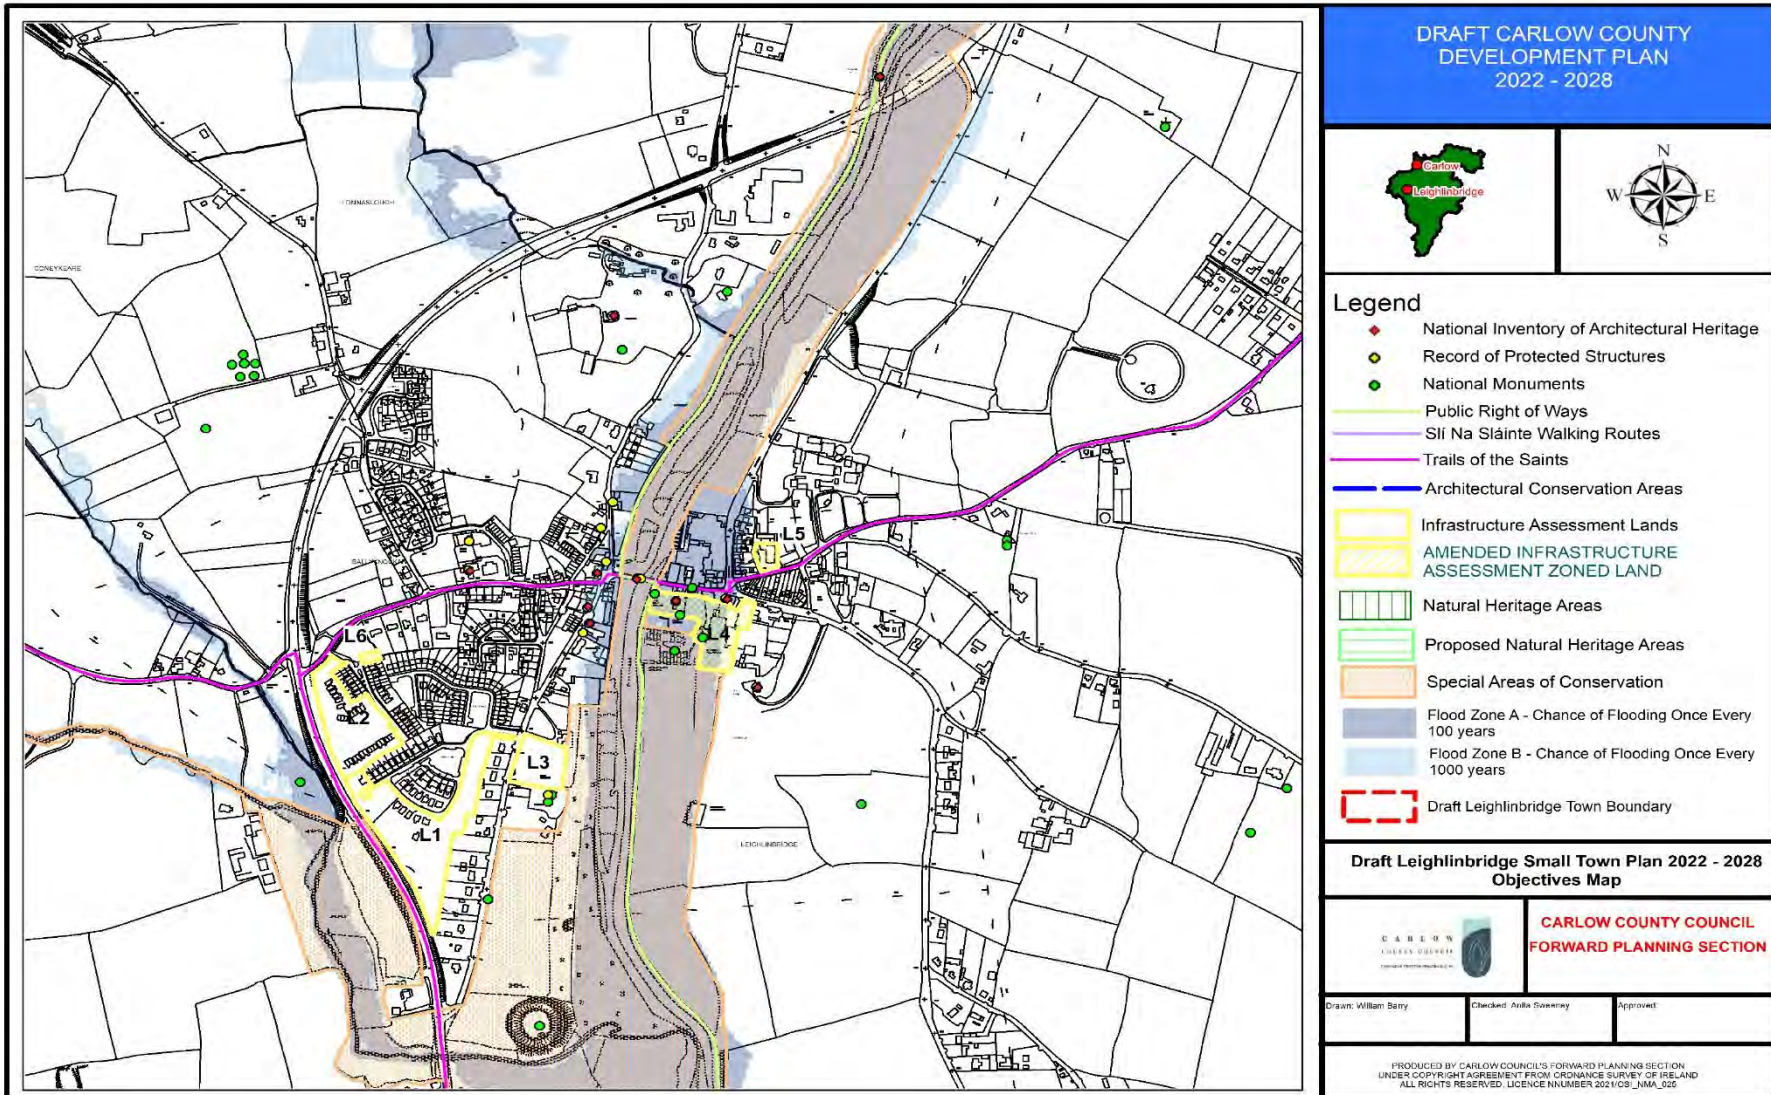 DRAFT CARLOW COUNTY
DEVELOPMENT PLAN
2022 - 2028
Carlow
Leighlinbridge
N
W
E
S
Legend
National Inventory of Architectural Heritage
Record of Protected Structures
National Monuments
Public Right of Ways
Slí Na Sláinte Walking Routes
Trails of the Saints
Architectural Conservation Areas
Infrastructure Assessment Lands
AMENDED INFRASTRUCTURE
ASSESSMENT ZONED LAND
Natural Heritage Areas
Proposed Natural Heritage Areas
Special Areas of Conservation
Flood Zone A - Chance of Flooding Once Every
100 years
Flood Zone B - Chance of Flooding Once Every
1000 years
Draft Leighlinbridge Town Boundary
Draft Leighlinbridge Small Town Plan 2022 - 2028
Objectives Map
CARLOW
COUNTY COUNCIL
CARLOW COUNTY COUNCIL
FORWARD PLANNING SECTION
Drawn: William Barry
Checked: Anita Sweeney
Approved:
PRODUCED BY CARLOW COUNCIL'S FORWARD PLANNING SECTION
UNDER COPYRIGHT AGREEMENT FROM ORDNANCE SURVEY OF IRELAND
ALL RIGHTS RESERVED. LICENCE NNUMBER 2021/OSI_NMA_025
CONEYKEARE
L5
L4
L6
L2
L3
L1
LEIGHLINBRIDGE